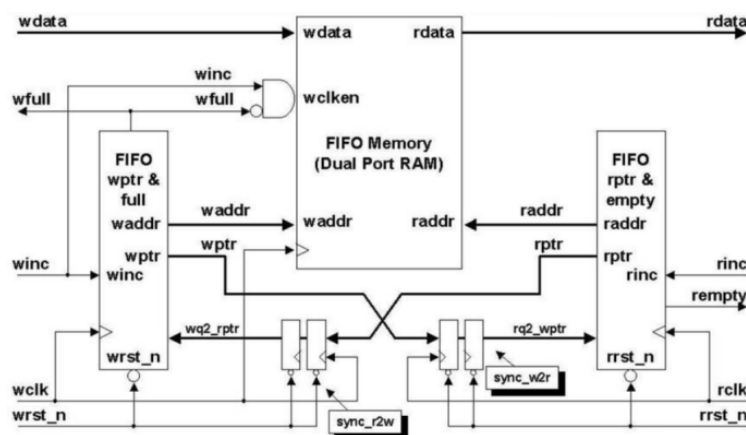 wdata
rdata
wdata
rdata
winc
wclken
wfull
wfull
FIFO Memory
(Dual Port RAM)
FIFO
wptr &
full
FIFO
rptr &
empty
waddr
waddr
waddr
raddr
raddr
raddr
wptr
wptr
rptr
rptr
winc
winc
rinc
rinc
rempty
wq2_rptr
rq2_wptr
wrst_n
rrst_n
sync_w2r
wclk
rclk
wrst_n
sync_r2w
rrst_n